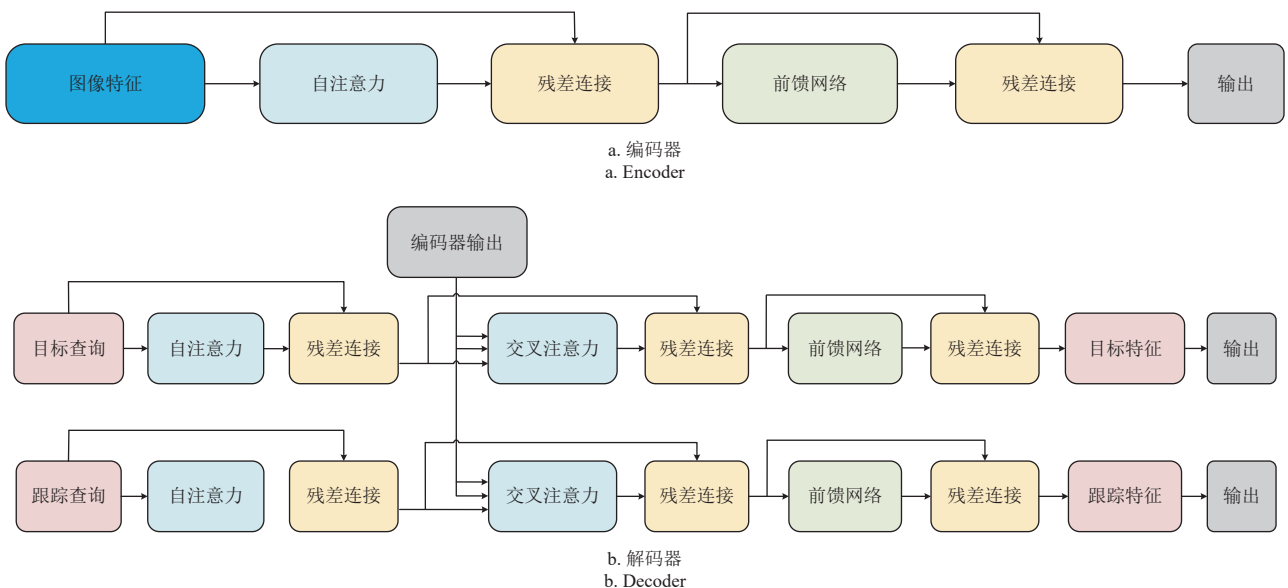 图像特征
自注意力
残差连接
前馈网络
残差连接
输出
a. 编码器
a. Encoder
编码器输出
目标查询
自注意力
残差连接
交叉注意力
残差连接
前馈网络
残差连接
目标特征
输出
跟踪查询
自注意力
残差连接
交叉注意力
残差连接
前馈网络
残差连接
跟踪特征
输出
b. 解码器
b. Decoder